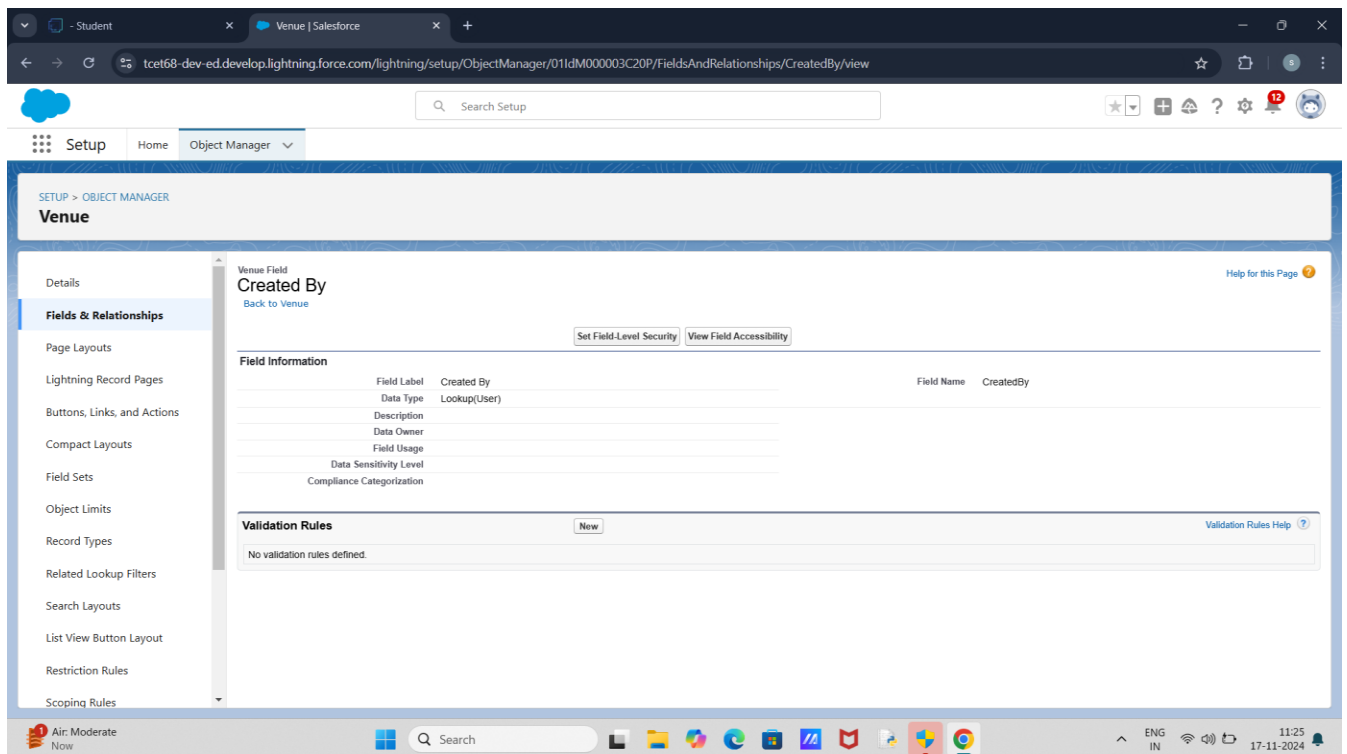 - Student
Venue | Salesforce
tcet68-dev-ed.develop.lightning.force.com/lightning/setup/ObjectManager/01IdM000003C20P/FieldsAndRelationships/CreatedBy/view
S
Search Setup
12
Setup
Home
Object Manager
SETUP > OBJECT MANAGER
Venue
Details
Fields & Relationships
Page Layouts
Lightning Record Pages
Buttons, Links, and Actions
Compact Layouts
Field Sets
Object Limits
Record Types
Related Lookup Filters
Search Layouts
List View Button Layout
Restriction Rules
Scoping Rules
Venue Field
Created By
Back to Venue
Help for this Page
Set Field-Level Security View Field Accessibility
Field Information
Field Label Created By Field Name CreatedBy
Data Type Lookup(User)
Description
Data Owner
Field Usage
Data Sensitivity Level
Compliance Categorization
Validation Rules New Validation Rules Help ?
No validation rules defined.
1
Air: Moderate
Now
Search
ENG
IN
11:25
17-11-2024